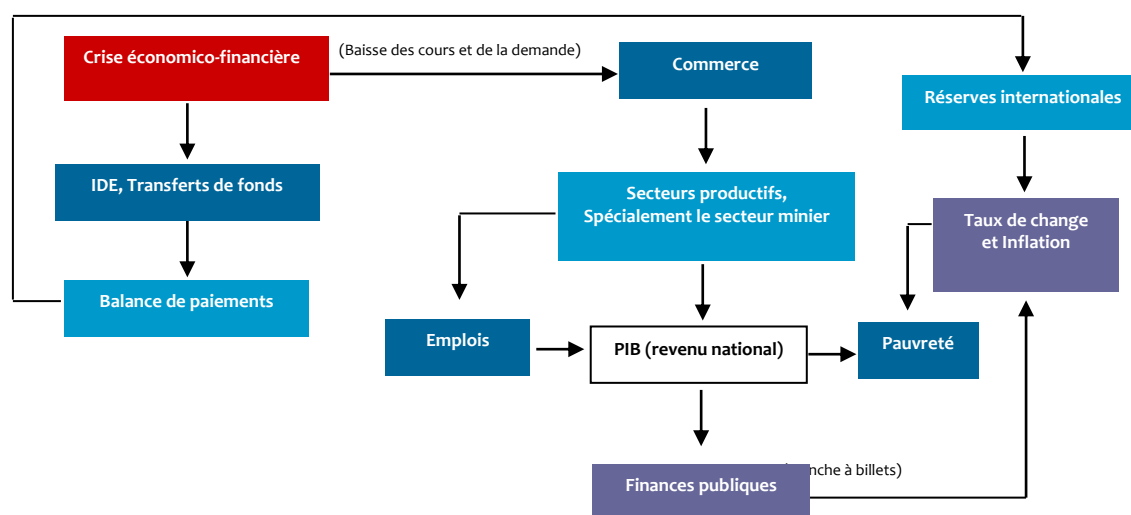 Crise économico-financière
(Baisse des cours et de la demande)
Commerce
Réserves internationales
IDE, Transferts de fonds
Secteurs productifs,
Spécialement le secteur minier
Taux de change
et Inflation
Balance de paiements
Emplois
PIB (revenu national)
Pauvreté
à billets)
Finances publiques